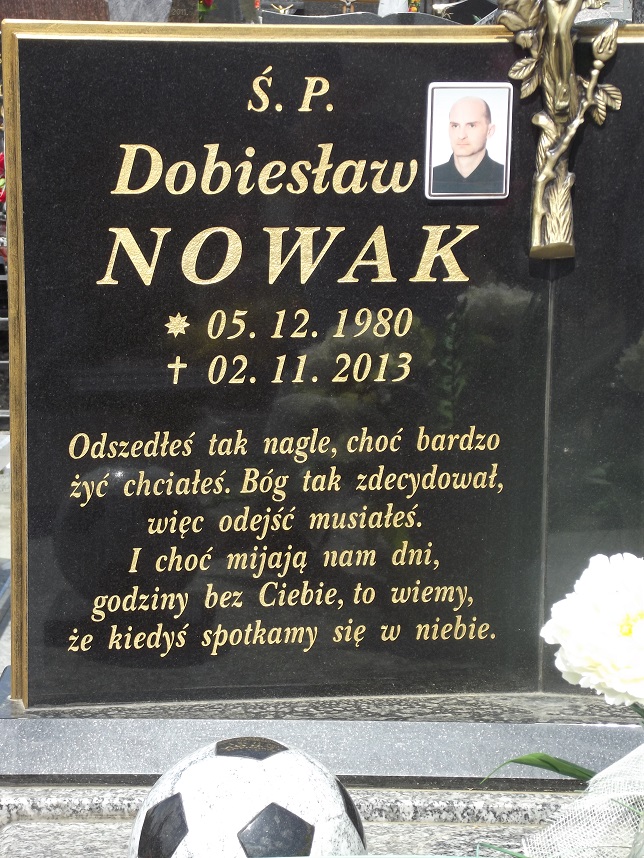 Ś. P.
Dobiesław
NOWAK
05. 12. 1980
02. 11. 2013
Odszedłeś tak nagle, choć bardzo
żyć chciałeś. Bóg tak zdecydował,
więc odejść musiałeś.
I choć mijają nam dni,
godziny bez Ciebie, to wiemy,
że kiedyś spotkamy się w niebie.